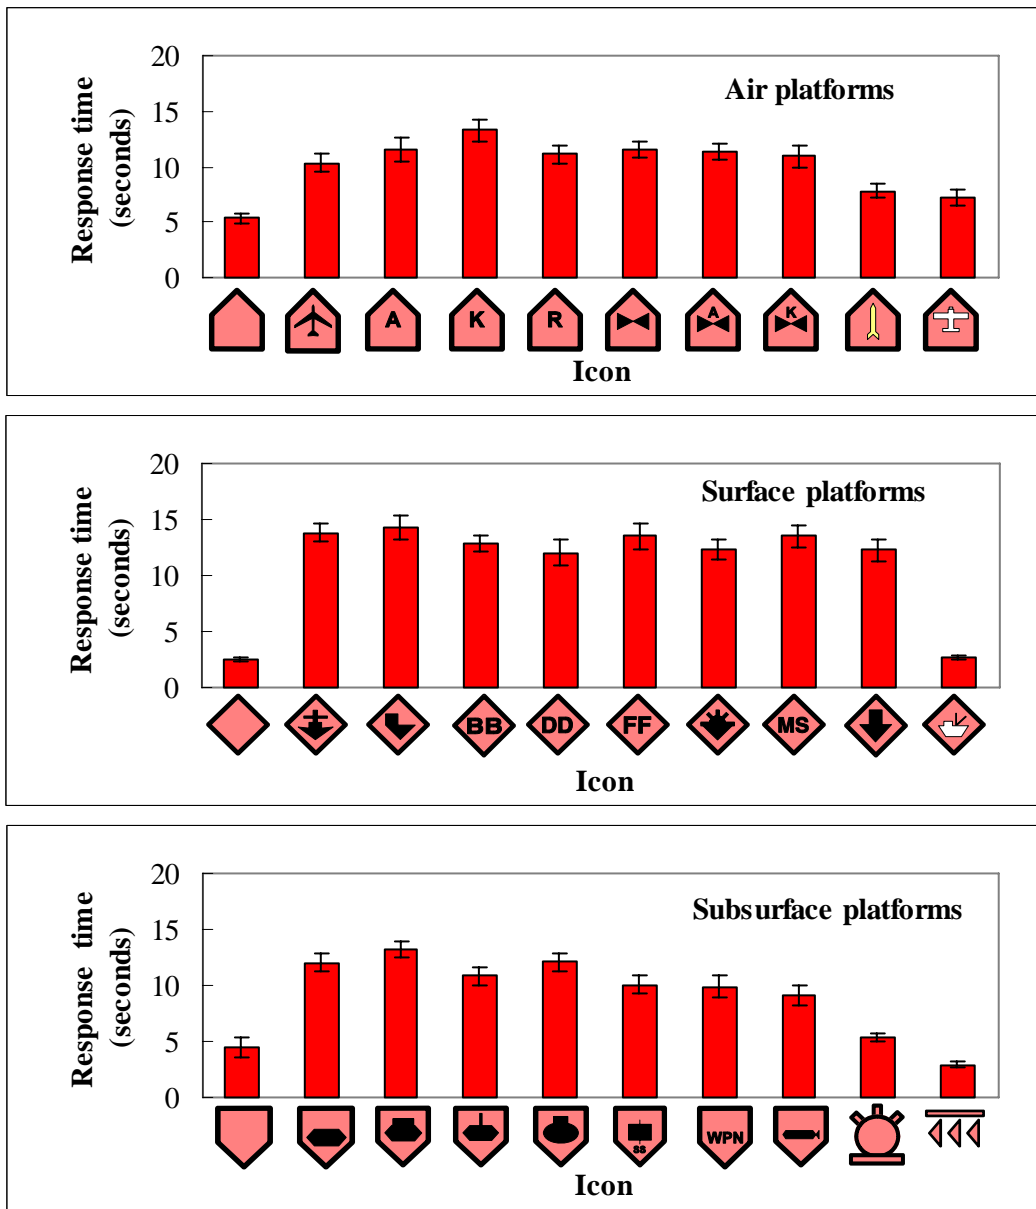 Air platforms
Response time
(seconds)
20
15
10
5
0
A
K
R
A
K
Icon
Surface platforms
Response time
(seconds)
20
15
10
5
0
BB
DD
FF
MS
Icon
Subsurface platforms
Response time
(seconds)
20
15
10
5
0
SS
WPN
Icon